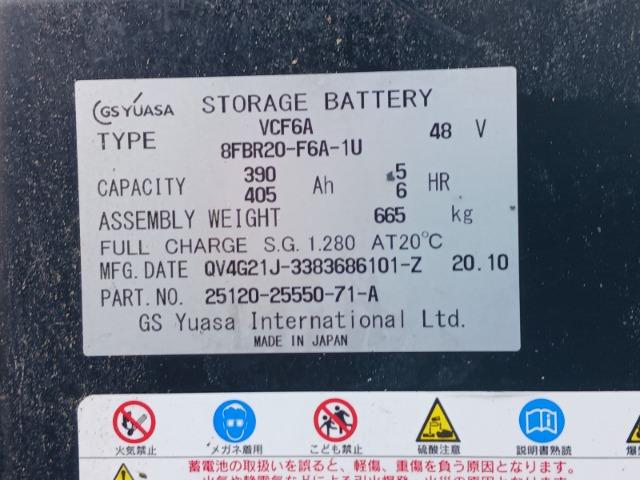 GS YUASA STORAGE BATTERY
TYPE VCF6A 48 V
8FBR20-F6A-1U
CAPACITY 390 Ah 5 HR
405 6
ASSEMBLY WEIGHT 665 kg
FULL CHARGE S.G. 1.280 AT20℃
MFG. DATE QV4G21J-3383686101-Z 20.10
PART. NO. 25120-25550-71-A
GS Yuasa International Ltd.
MADE IN JAPAN
火気禁止 メガネ着用 こども禁止 硫酸注意 説明書熟読
蓄電池の取扱いを誤ると、軽傷、重傷を負う原因となります。